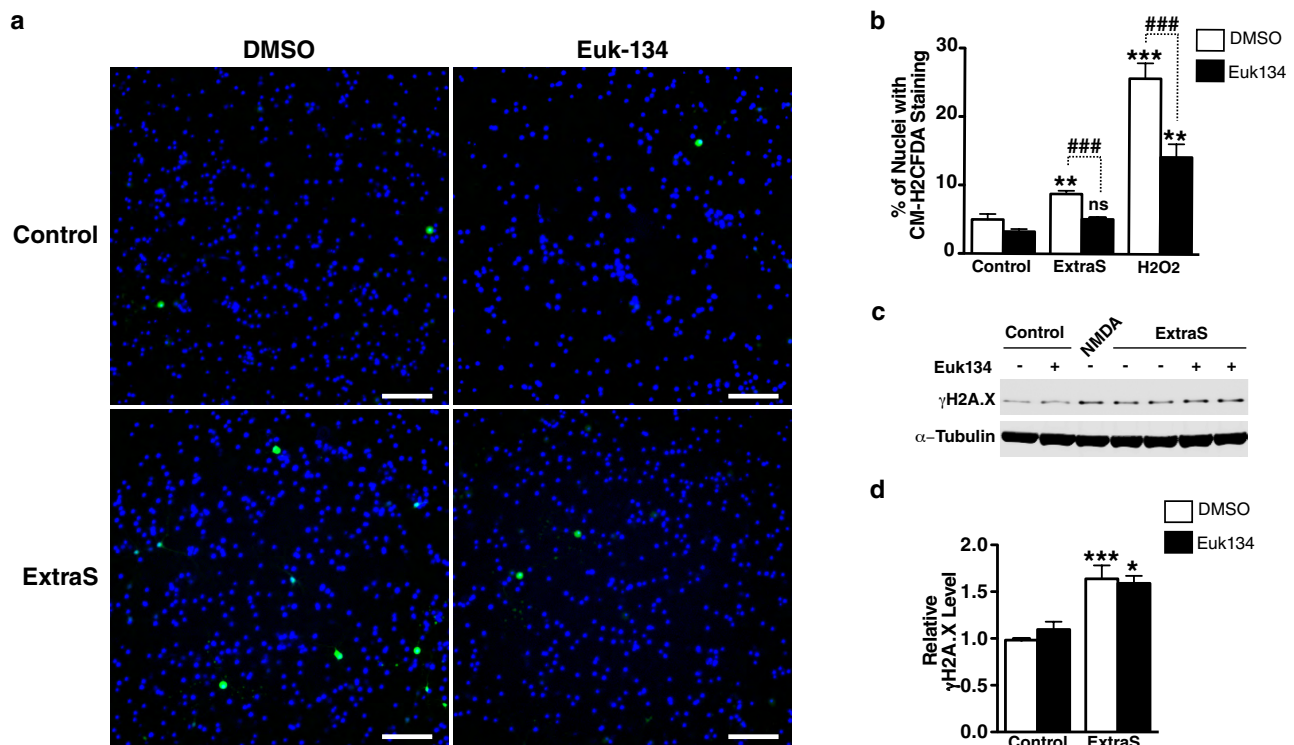 a
DMSO
Euk-134
Control
ExtraS
b
% of Nuclei with
CM-H2CFDA Staining
30
20
10
0
***
###
**
**
###
ns
Control
ExtraS
H2O2
DMSO
Euk134
c
Control
NMDA
ExtraS
Euk134
- + - - - + +
γH2A.X
α-Tubulin
d
DMSO
Euk134
Relative
γH2A.X Level
2.0
1.5
1.0
0.5
0.0
***
*
Control
ExtraS